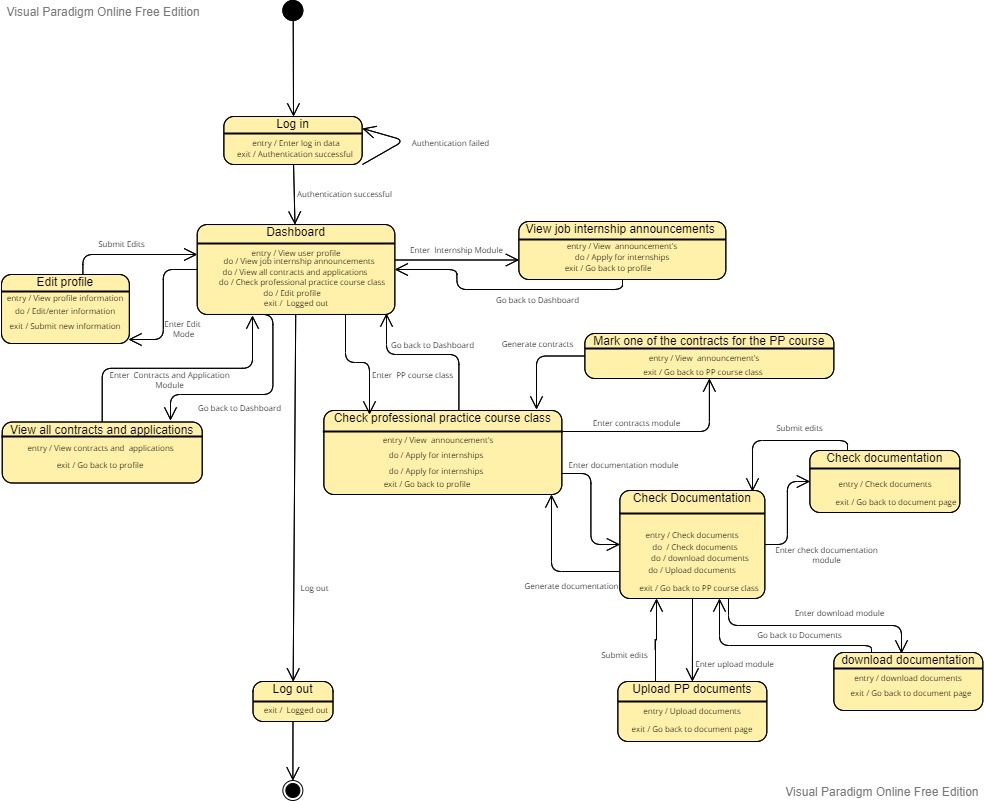 Visual Paradigm Online Free Edition
Log in
entry / Enter log in data
exit / Authentication successful
Authentication failed
Authentication successful
Dashboard
entry / View user profile
do / View job internship announcements
do / View all contracts and applications
do / Check professional practice course class
do / Edit profile
exit / Logged out
Enter Internship Module
View job internship announcements
entry / View announcement's
do / Apply for internships
exit / Go back to profile
Go back to Dashboard
Submit Edits
Edit profile
entry / View profile information
do / Edit/enter information
exit / Submit new information
Enter Edit
Mode
Enter Contracts and Application
Module
Go back to Dashboard
View all contracts and applications
entry / View contracts and applications
exit / Go back to profile
Go back to Dashboard
Enter PP course class
Generate contracts
Mark one of the contracts for the PP course
entry / View announcement's
exit / Go back to PP course class
Check professional practice course class
entry / View announcement's
do / Apply for internships
do / Apply for internships
exit / Go back to profile
Enter contracts module
Enter documentation module
Submit edits
Check documentation
entry / Check documents
exit / Go back to document page
Check Documentation
entry / Check documents
do / Check documents
do / download documents
do / Upload documents
exit / Go back to PP course class
Enter check documentation
module
Generate documentation
Log out
Enter download module
Go back to Documents
Submit edits
Enter upload module
download documentation
entry / download documents
exit / Go back to document page
Log out
exit / Logged out
Upload PP documents
entry / Upload documents
exit / Go back to document page
Visual Paradigm Online Free Edition